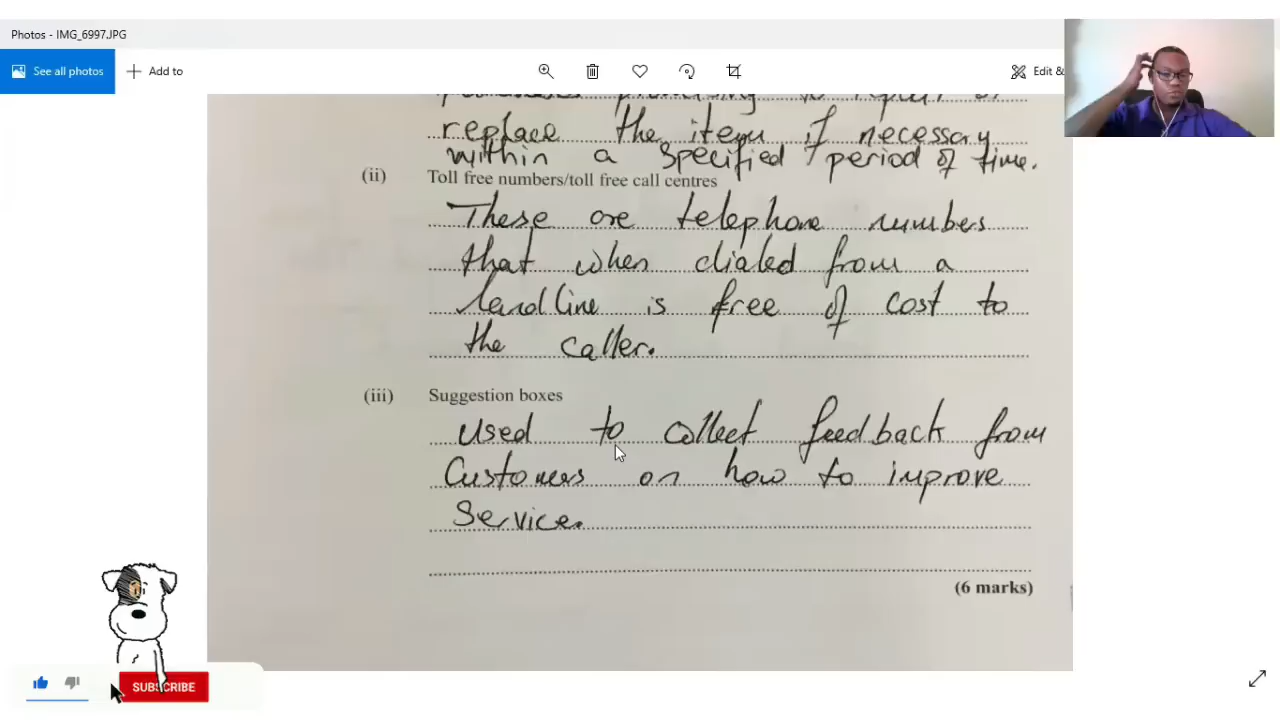 Photos - IMG_6997.JPG
See all photos
Add to
Edit &
replace the item if necessary
within a specified period of time.
(ii) Toll free numbers/toll free call centres
These are telephone numbers
that when dialed from a
landline is free of cost to
the caller.
(iii) Suggestion boxes
Used to collect feedback from
Customers on how to improve
Service.
(6 marks)
SUBSCRIBE